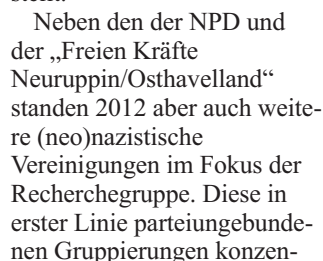 Neben den der NPD und
der „Freien Kräfte
Neuruppin/Osthavelland“
standen 2012 aber auch weite-
re (neo)nazistische
Vereinigungen im Fokus der
Recherchegruppe. Diese in
erster Linie parteiungebunde-
nen Gruppierungen konzen-